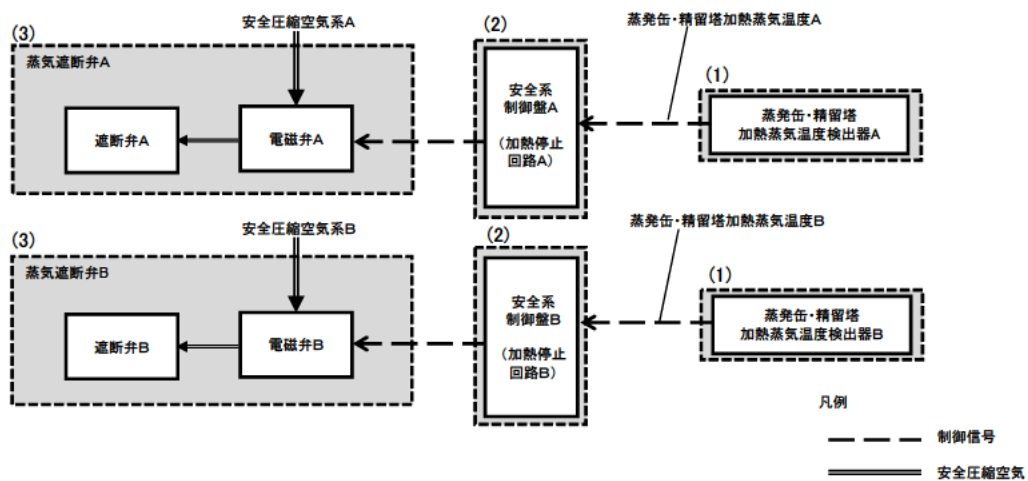 安全圧縮空気系A
蒸発缶・精留塔加熱蒸気温度A
(3)
(2)
(1)
蒸気遮断弁A
遮断弁A
電磁弁A
安全系
制御盤A
(加熱停止
回路A)
蒸発缶・精留塔
加熱蒸気温度検出器A
安全圧縮空気系B
蒸発缶・精留塔加熱蒸気温度B
(3)
(2)
(1)
蒸気遮断弁B
遮断弁B
電磁弁B
安全系
制御盤B
(加熱停止
回路B)
蒸発缶・精留塔
加熱蒸気温度検出器B
凡例
制御信号
安全圧縮空気